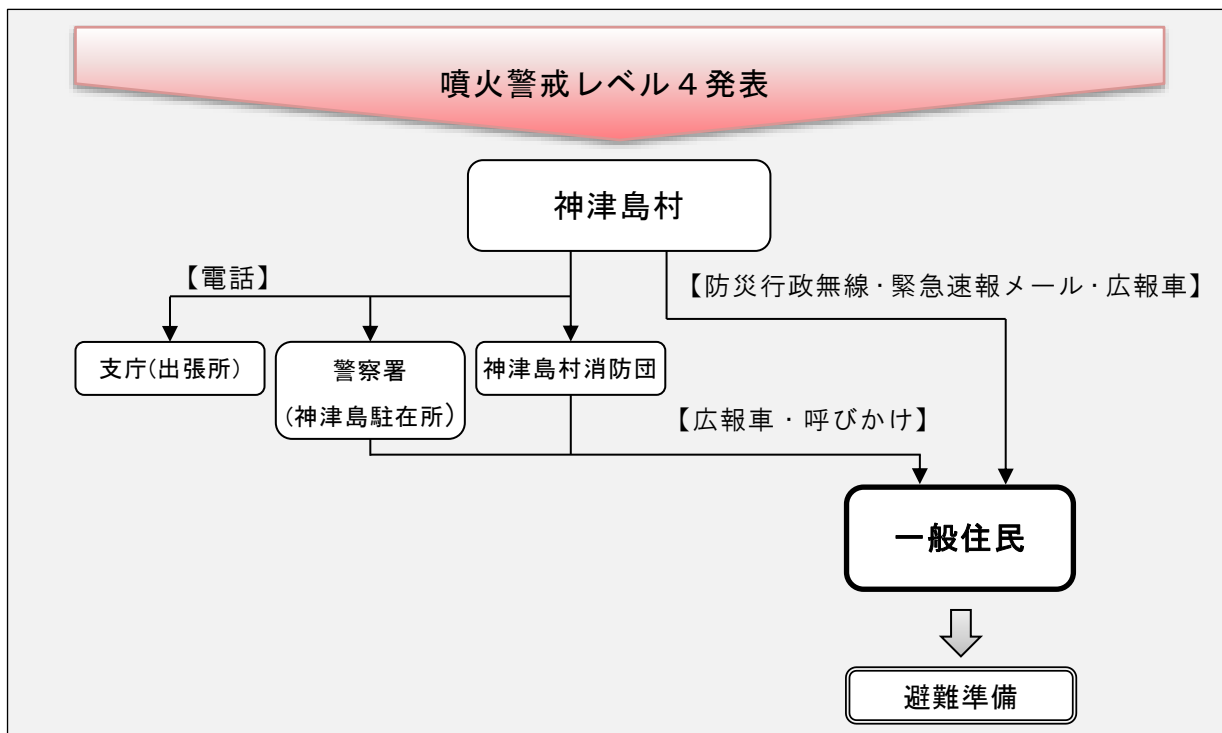 噴火警戒レベル４発表
神津島村
【電話】
【防災行政無線・緊急速報メール・広報車】
支庁(出張所)
警察署
(神津島駐在所)
神津島村消防団
【広報車・呼びかけ】
一般住民
避難準備